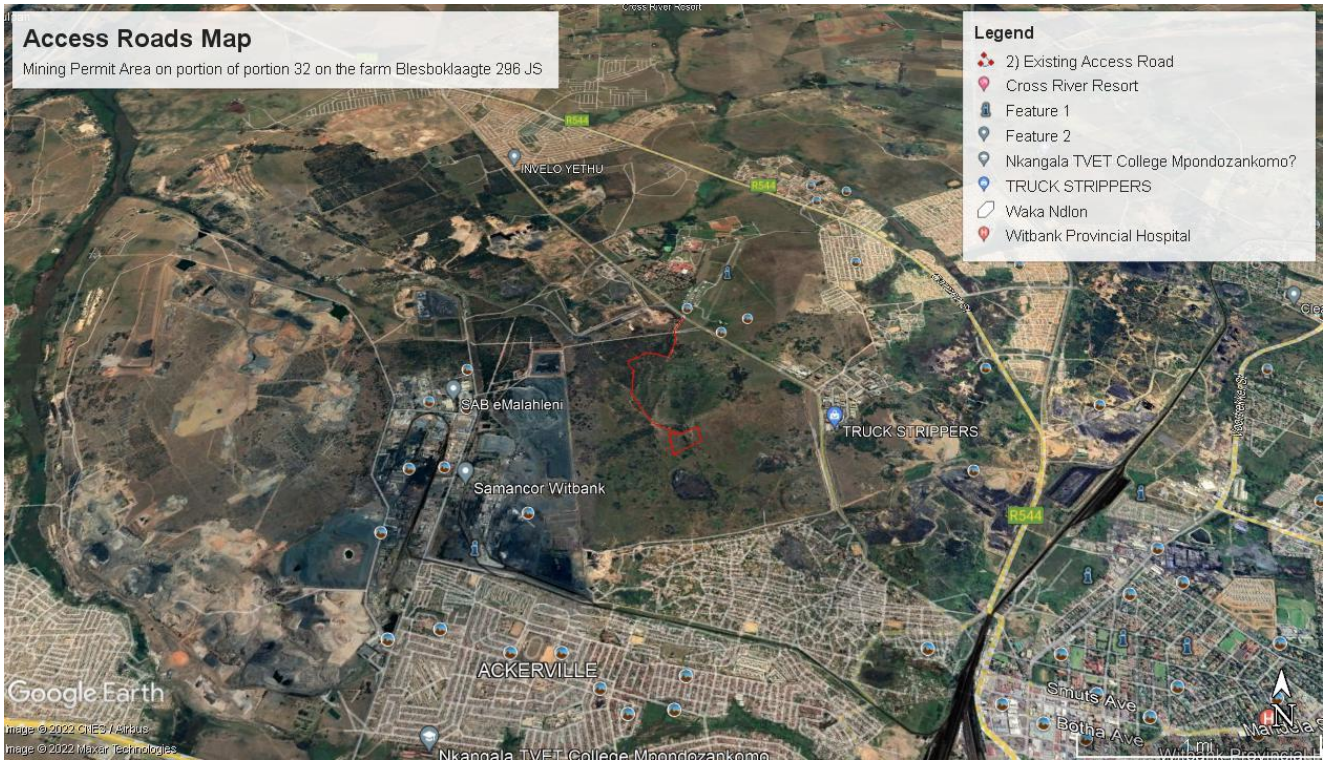 Cross River Resort
Access Roads Map
Mining Permit Area on portion of portion 32 on the farm Blesboklaagte 296 JS
Legend
2) Existing Access Road
Cross River Resort
Feature 1
Feature 2
Nkangala TVET College Mpondozankomo?
TRUCK STRIPPERS
Waka Ndlon
Witbank Provincial Hospital
R544
INVELO YETHU
R544
SAB eMalahleni
TRUCK STRIPPERS
Samancor Witbank
R544
ACKERVILLE
Google Earth
Smuts Ave
Botha Ave
N
Image © 2022 CNES / Airbus
Image © 2022 Maxar Technologies
1 mi
Nkangala TVET College Mpondozankomo